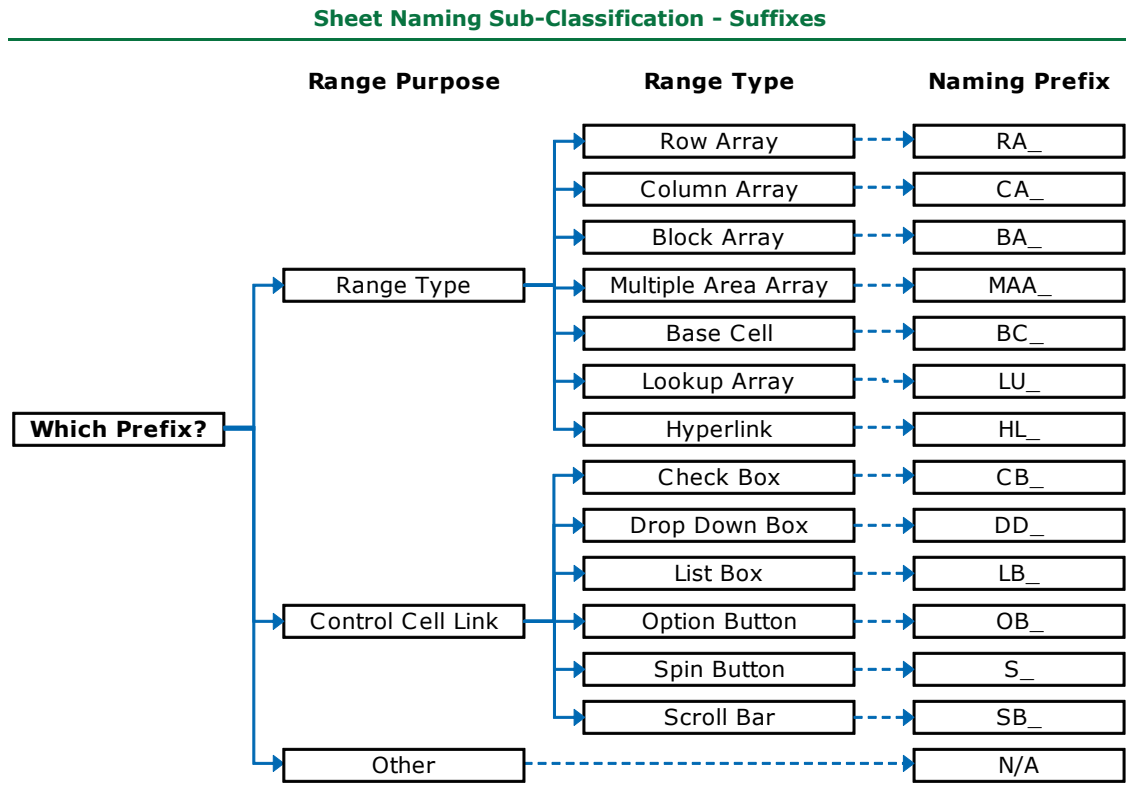 Sheet Naming Sub-Classification - Suffixes
Range Purpose Range Type Naming Prefix
Row Array RA_
Column Array CA_
Block Array BA_
Range Type Multiple Area Array MAA_
Base Cell BC_
Lookup Array LU_
Which Prefix? Hyperlink HL_
Check Box CB_
Drop Down Box DD_
List Box LB_
Control Cell Link Option Button OB_
Spin Button S_
Scroll Bar SB_
Other N/A